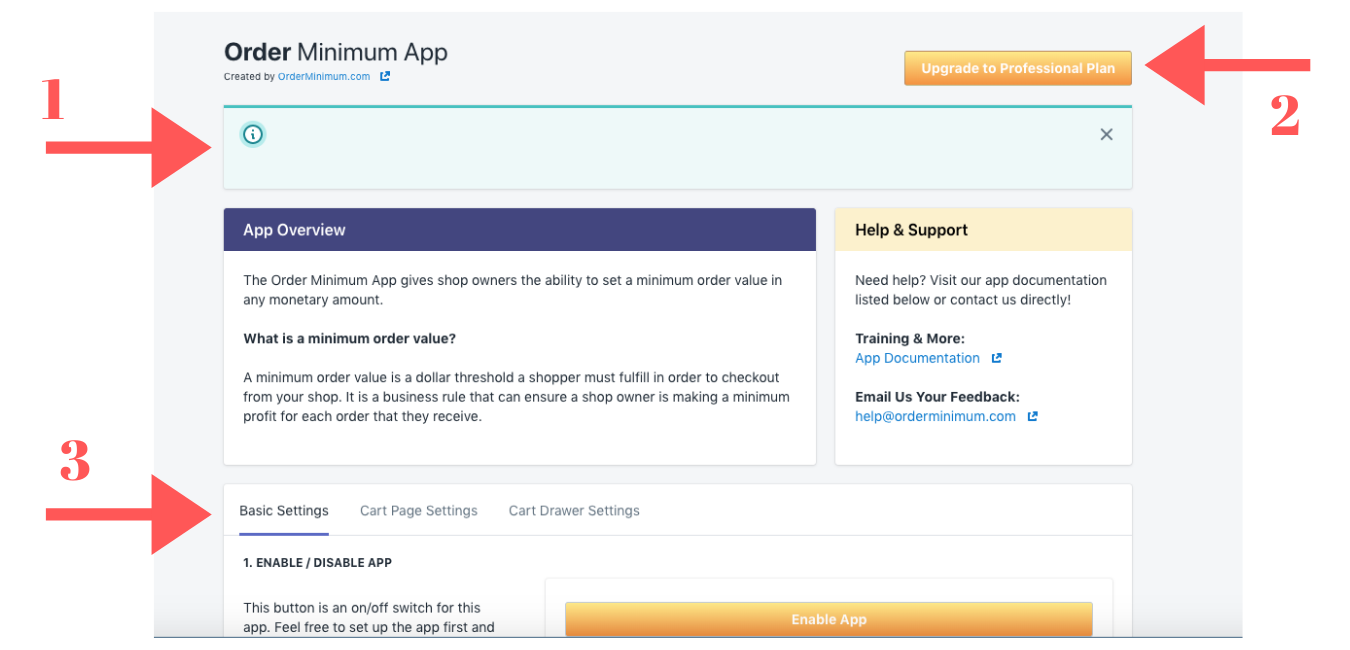 Order Minimum App
Created by OrderMinimum.com
Upgrade to Professional Plan
1
2
App Overview
The Order Minimum App gives shop owners the ability to set a minimum order value in
any monetary amount.
What is a minimum order value?
A minimum order value is a dollar threshold a shopper must fulfill in order to checkout
from your shop. It is a business rule that can ensure a shop owner is making a minimum
profit for each order that they receive.
Help & Support
Need help? Visit our app documentation
listed below or contact us directly!
Training & More:
App Documentation
Email Us Your Feedback:
help@orderminimum.com
3
Basic Settings
Cart Page Settings
Cart Drawer Settings
1. ENABLE / DISABLE APP
This button is an on/off switch for this
app. Feel free to set up the app first and
Enable App